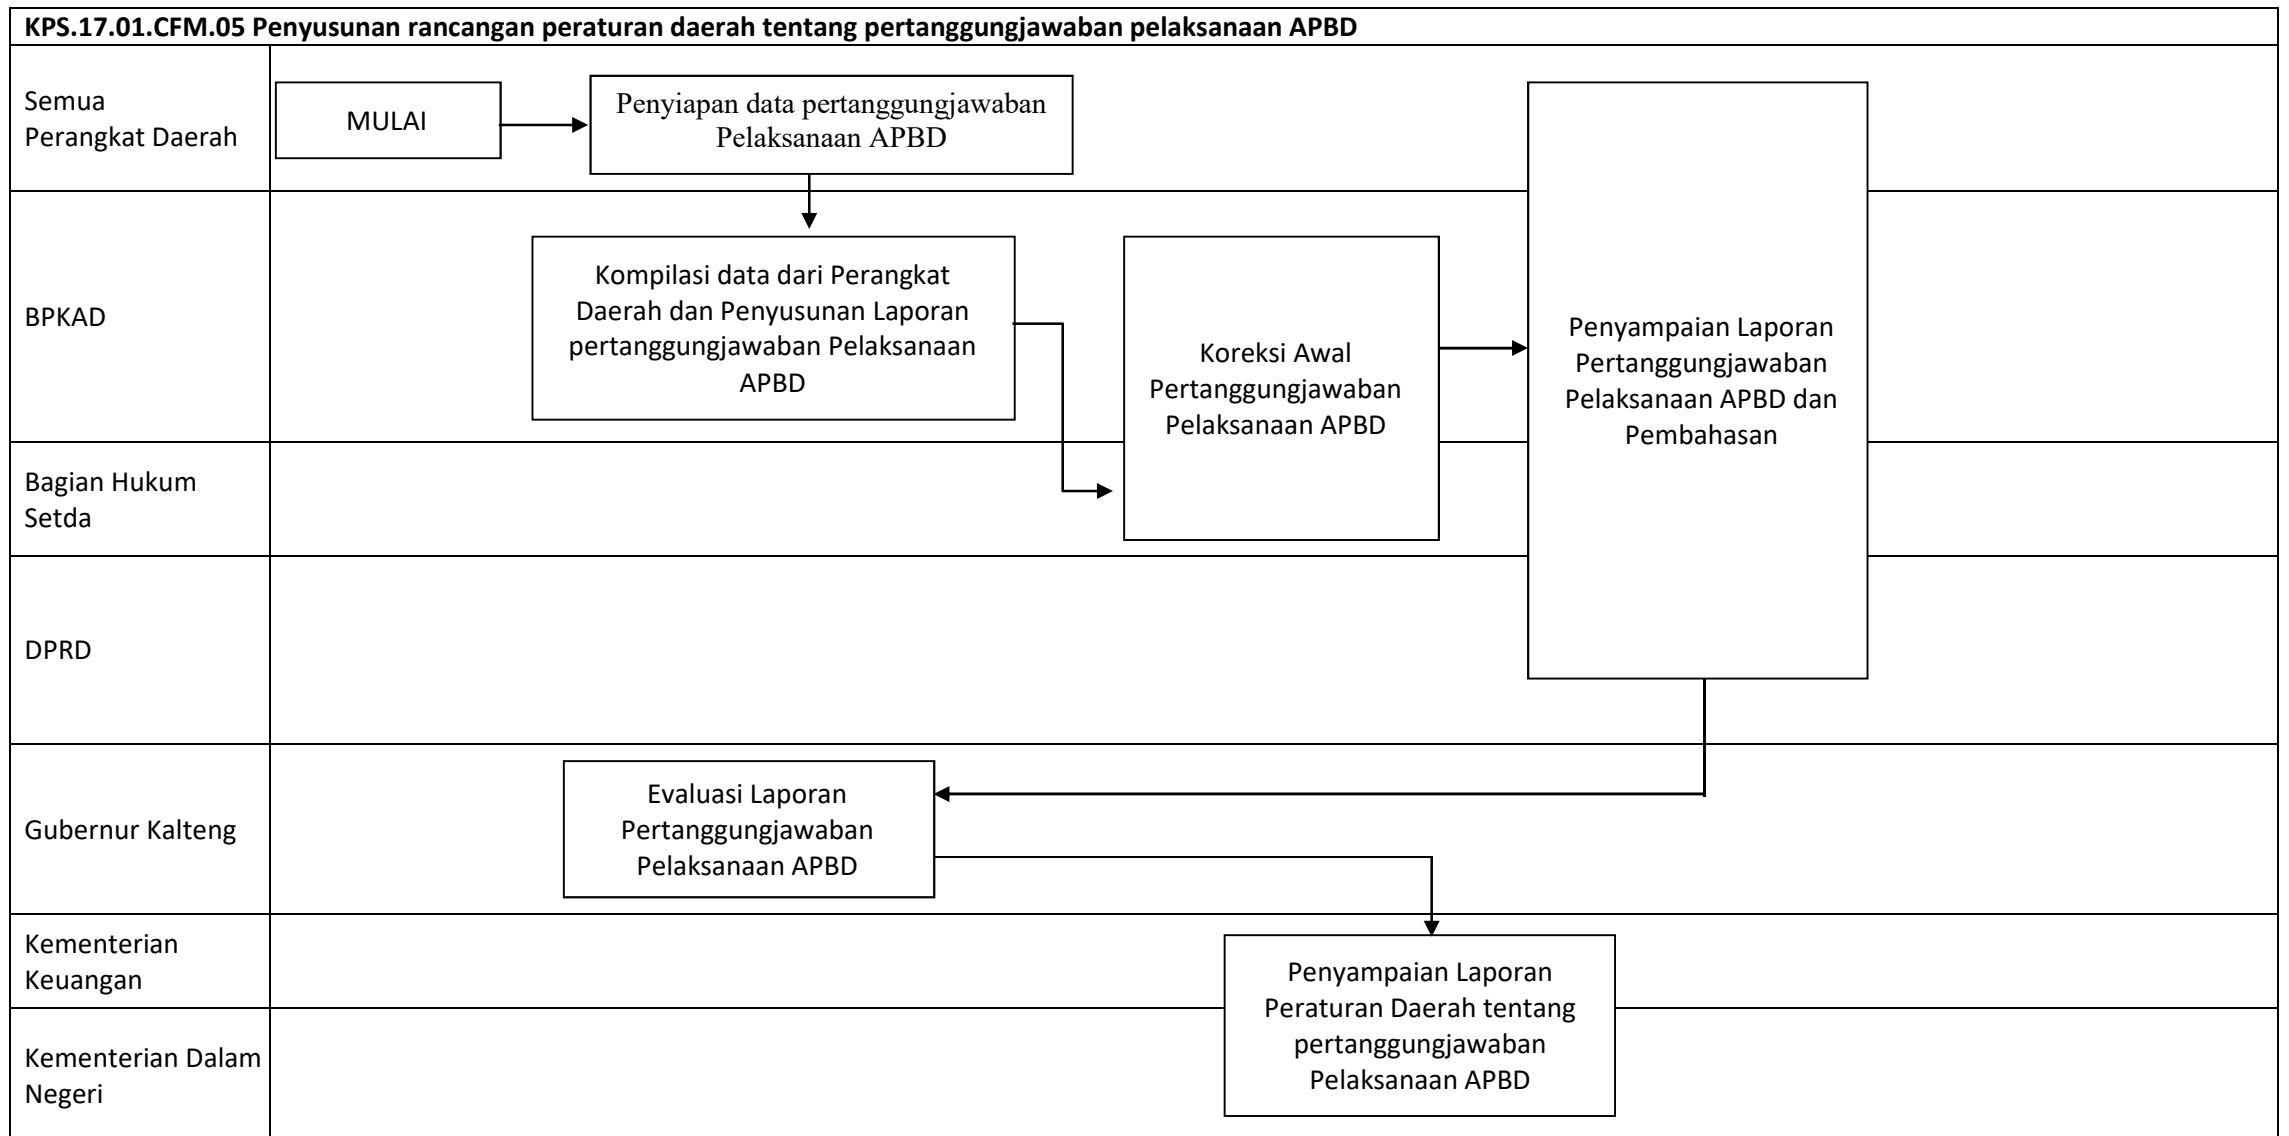 KPS.17.01.CFM.05 Penyusunan rancangan peraturan daerah tentang pertanggungjawaban pelaksanaan APBD
Semua
Perangkat Daerah
MULAI
Penyiapan data pertanggungjawaban
Pelaksanaan APBD
BPKAD
Kompilasi data dari Perangkat
Daerah dan Penyusunan Laporan
pertanggungjawaban Pelaksanaan
APBD
Koreksi Awal
Pertanggungjawaban
Pelaksanaan APBD
Penyampaian Laporan
Pertanggungjawaban
Pelaksanaan APBD dan
Pembahasan
Bagian Hukum
Setda
DPRD
Gubernur Kalteng
Evaluasi Laporan
Pertanggungjawaban
Pelaksanaan APBD
Kementerian
Keuangan
Penyampaian Laporan
Peraturan Daerah tentang
pertanggungjawaban
Pelaksanaan APBD
Kementerian Dalam
Negeri